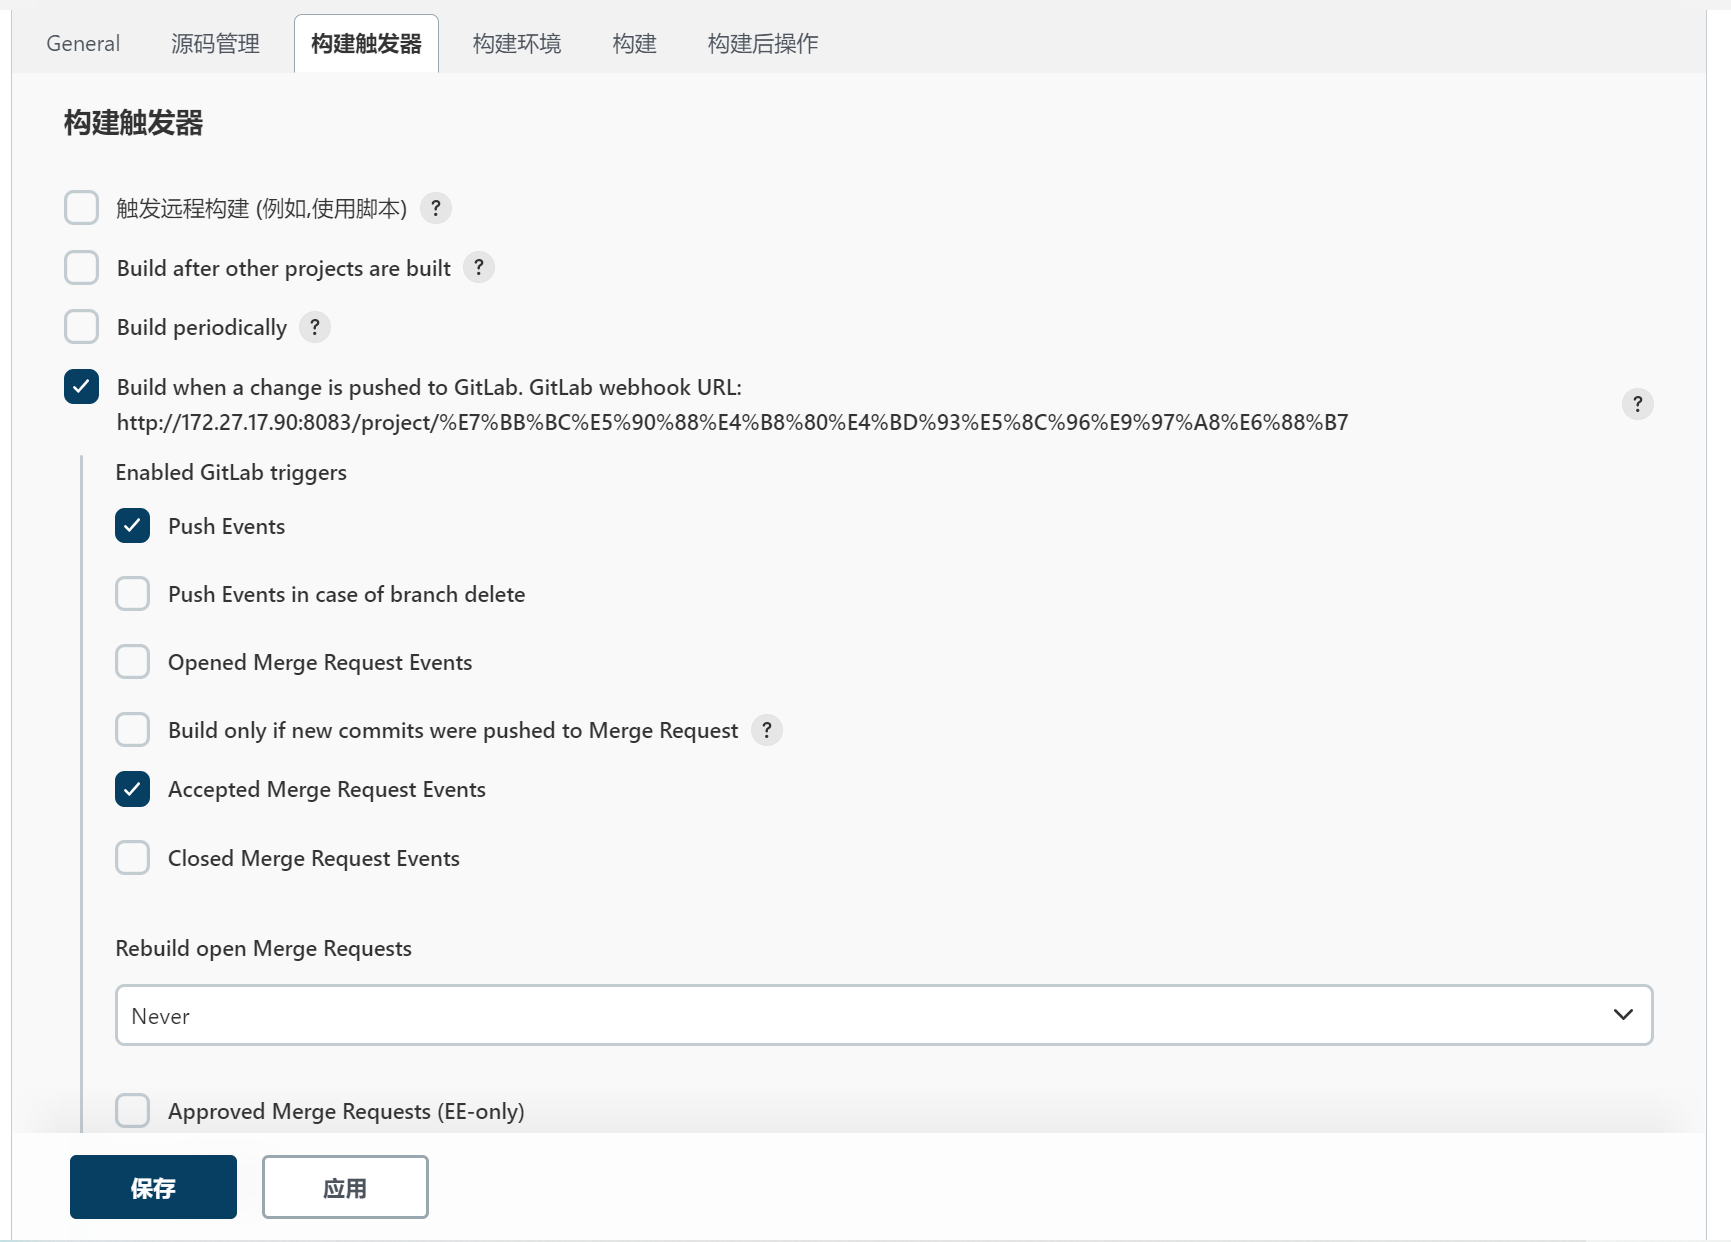 General 源码管理 构建触发器 构建环境 构建 构建后操作
构建触发器
触发远程构建 (例如,使用脚本) ?
Build after other projects are built ?
Build periodically ?
Build when a change is pushed to GitLab. GitLab webhook URL:
http://172.27.17.90:8083/project/%E7%BB%BC%E5%90%88%E4%B8%80%E4%BD%93%E5%8C%96%E9%97%A8%E6%88%B7 ?
Enabled GitLab triggers
Push Events
Push Events in case of branch delete
Opened Merge Request Events
Build only if new commits were pushed to Merge Request ?
Accepted Merge Request Events
Closed Merge Request Events
Rebuild open Merge Requests
Never
Approved Merge Requests (EE-only)
保存 应用